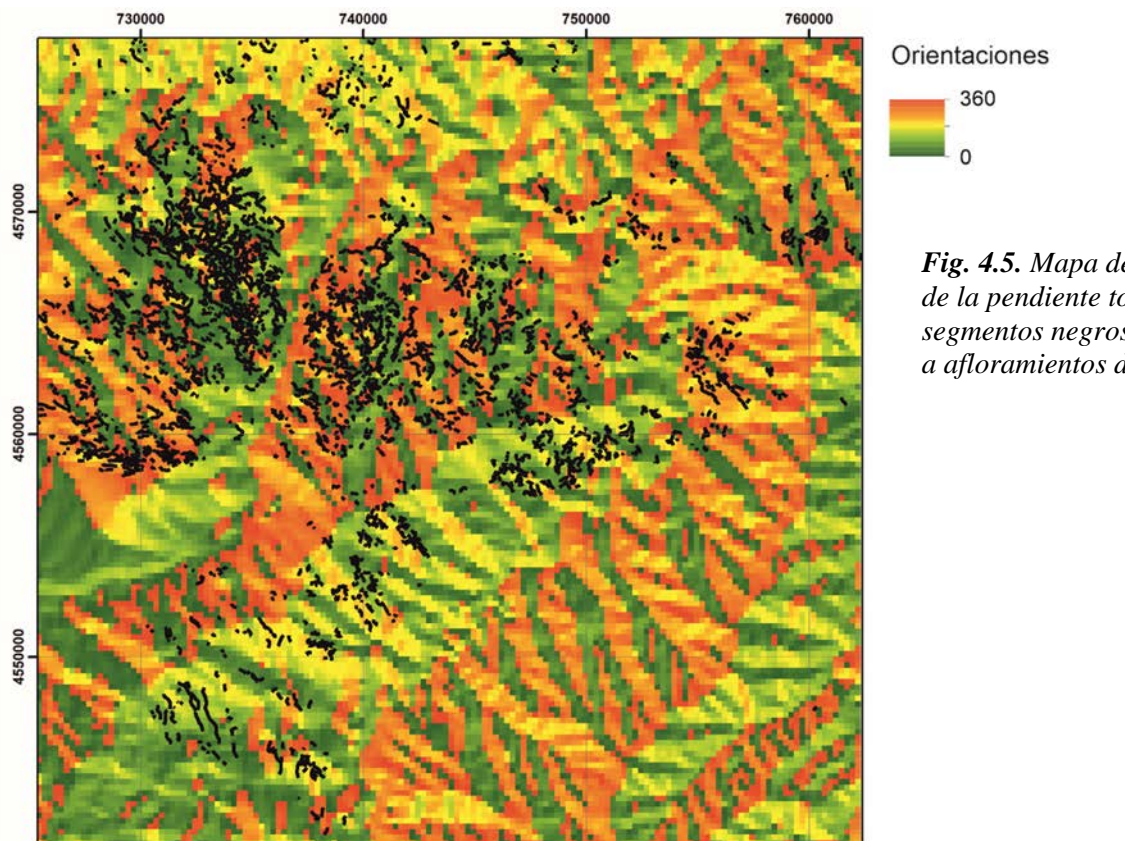 730000 740000 750000 760000
Orientaciones
360
0
4570000
4560000
4550000
Fig. 4.5. Mapa de
de la pendiente
segmentos negros
a afloramientos